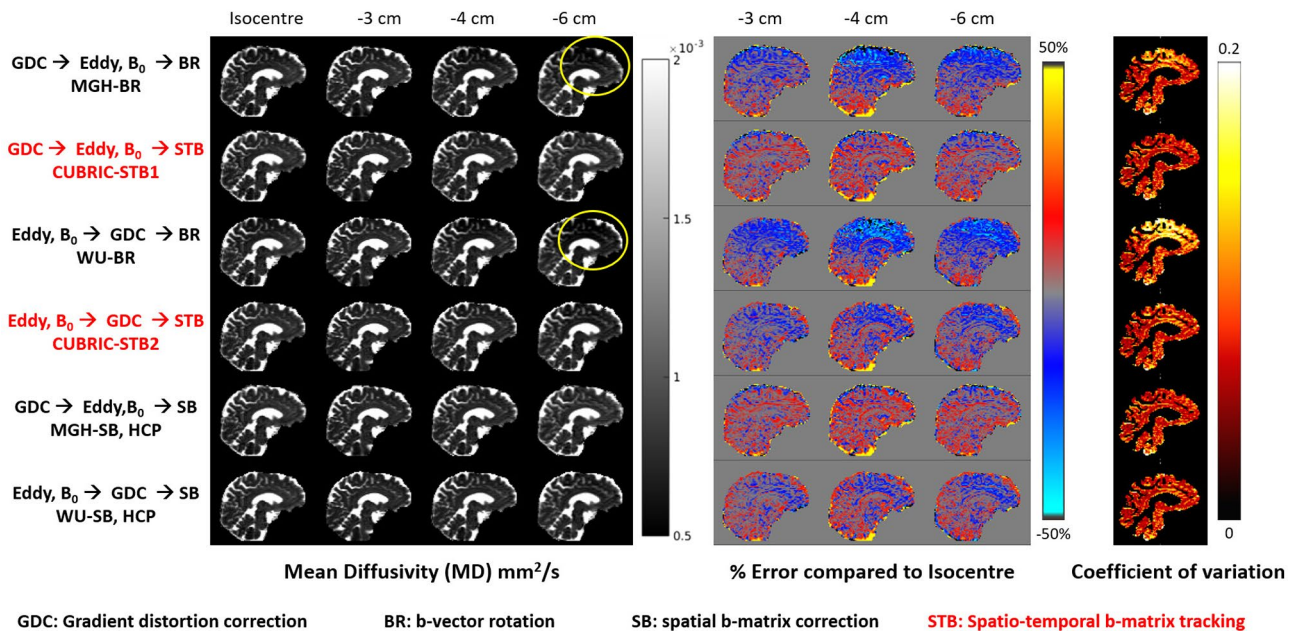 Isocentre -3 cm -4 cm -6 cm -3 cm -4 cm -6 cm
×10⁻³
2
1.5
1
0.5
50%
-50%
0.2
0
GDC → Eddy, B₀ → BR
MGH-BR
GDC → Eddy, B₀ → STB
CUBRIC-STB1
Eddy, B₀ → GDC → BR
WU-BR
Eddy, B₀ → GDC → STB
CUBRIC-STB2
GDC → Eddy,B₀ → SB
MGH-SB, HCP
Eddy, B₀ → GDC → SB
WU-SB, HCP
Mean Diffusivity (MD) mm²/s % Error compared to Isocentre Coefficient of variation
GDC: Gradient distortion correction BR: b-vector rotation SB: spatial b-matrix correction STB: Spatio-temporal b-matrix tracking